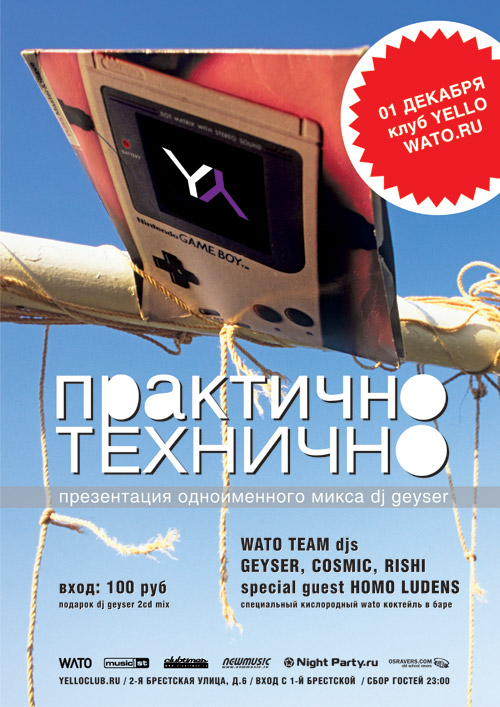 01 ДЕКАБРЯ
клуб YELLO
WATO.RU
DOT MATRIX WITH STEREO SOUND
BATTERY
Nintendo GAME BOY™
практично
технично
презентация одноименного микса dj geyser
WATO TEAM djs
GEYSER, COSMIC, RISHI
special guest HOMO LUDENS
специальный кислородный wato коктейль в баре
вход: 100 руб
подарок dj geyser 2cd mix
WATO music|st NEWMUSIC Night Party.ru OSRAVERS.COM
YELLOCLUB.RU / 2-Я БРЕСТСКАЯ УЛИЦА, Д.6 / ВХОД С 1-Й БРЕСТСКОЙ / СБОР ГОСТЕЙ 23:00